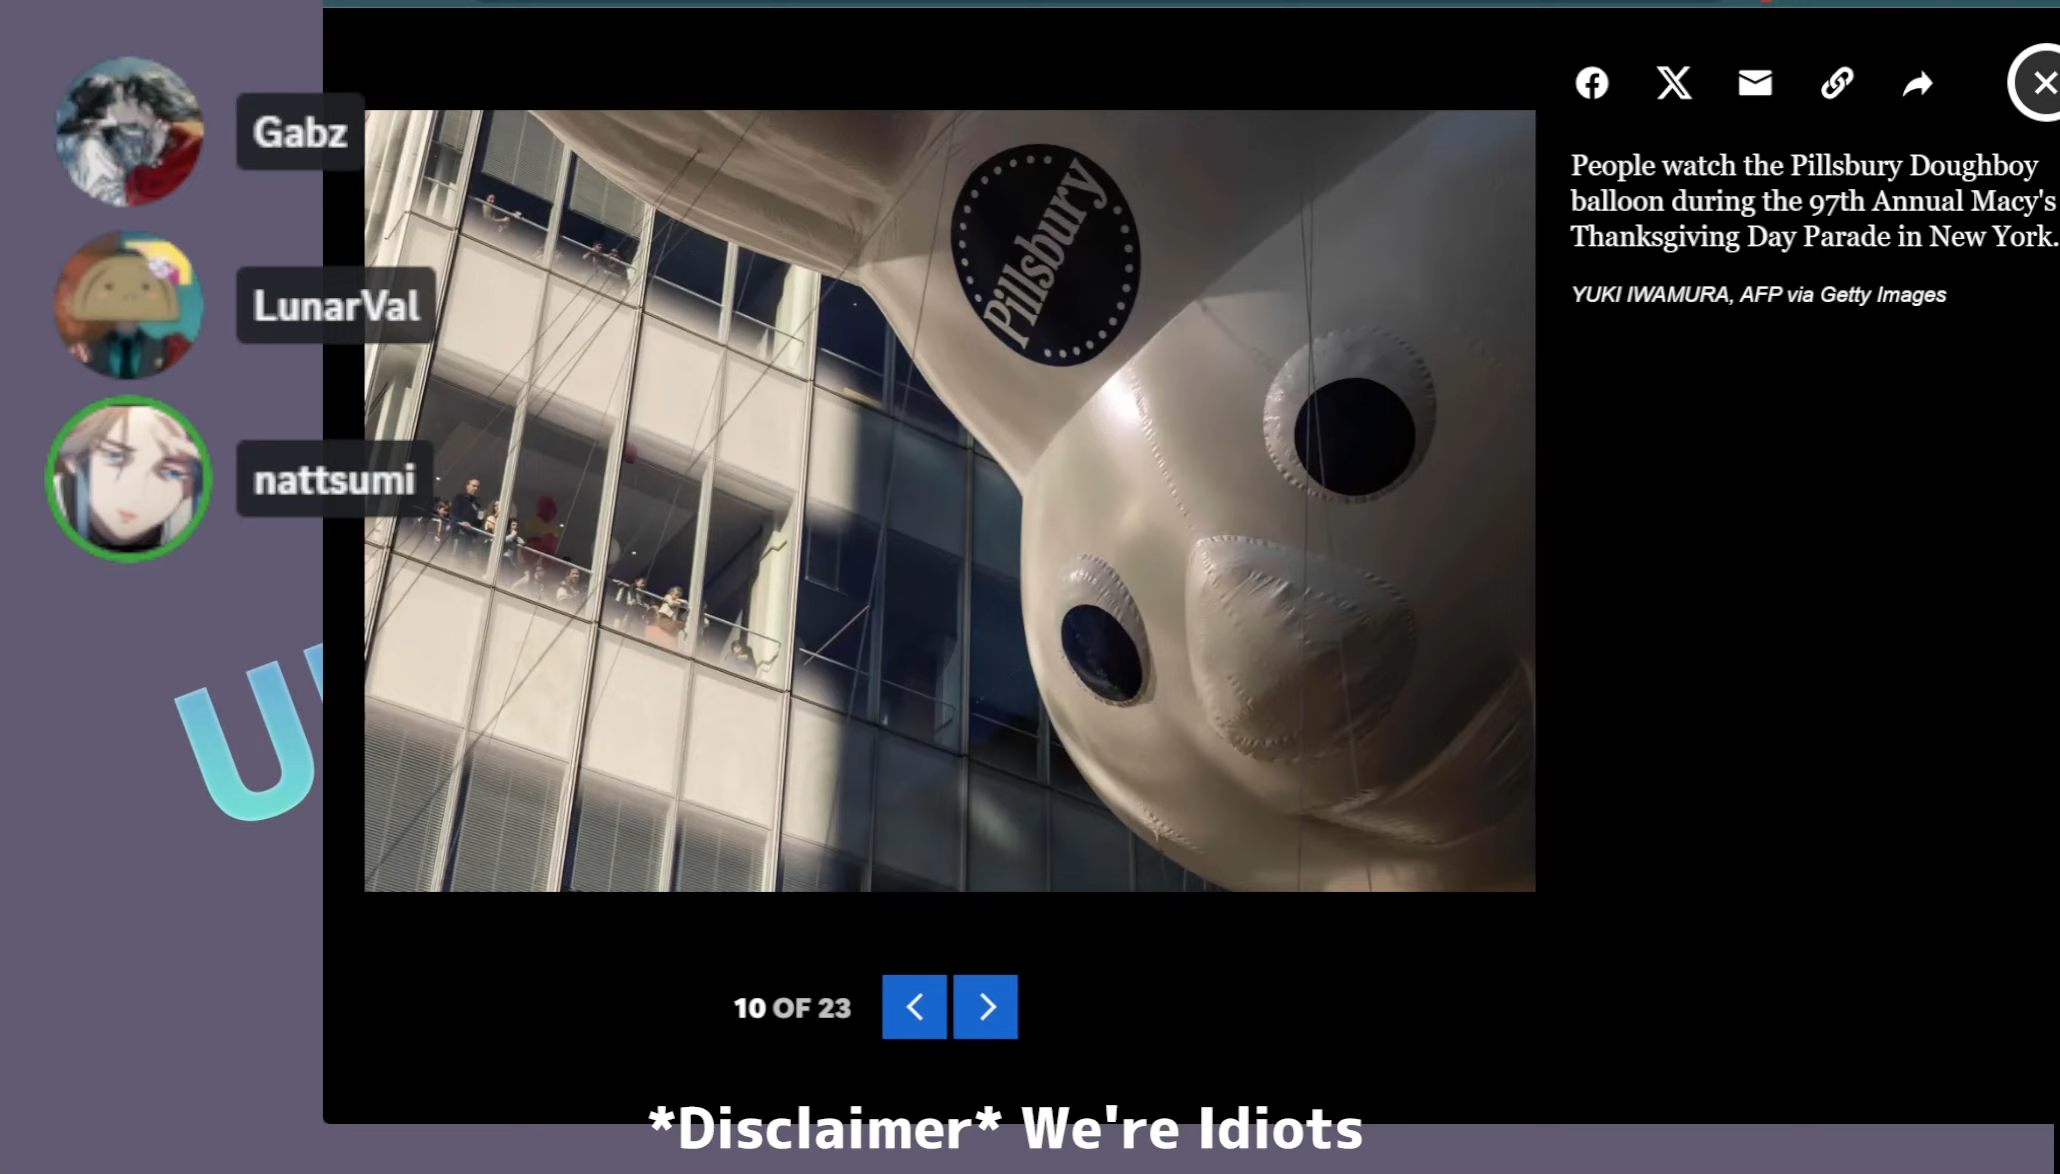 Gabz
LunarVal
nattsumi
U
Pillsbury
People watch the Pillsbury Doughboy
balloon during the 97th Annual Macy's
Thanksgiving Day Parade in New York.
YUKI IWAMURA, AFP via Getty Images
10 OF 23
*Disclaimer* We're Idiots